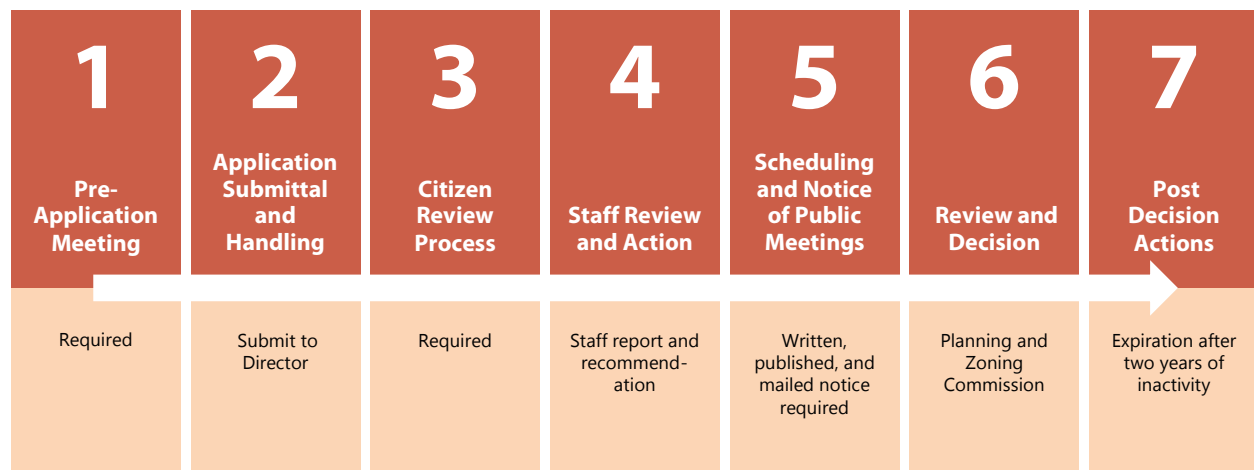 1
Pre-
Application
Meeting
Required
2
Application
Submittal
and
Handling
Submit to
Director
3
Citizen
Review
Process
Required
4
Staff Review
and Action
Staff report and
recommend-
ation
5
Scheduling
and Notice
of Public
Meetings
Written,
published, and
mailed notice
required
6
Review and
Decision
Planning and
Zoning
Commission
7
Post
Decision
Actions
Expiration after
two years of
inactivity